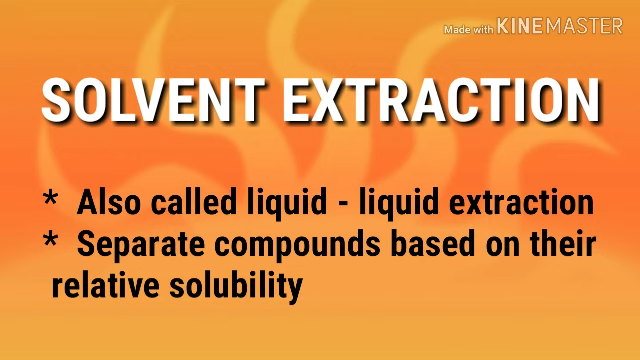 Made with KINEMASTER
SOLVENT EXTRACTION
* Also called liquid - liquid extraction
* Separate compounds based on their
relative solubility